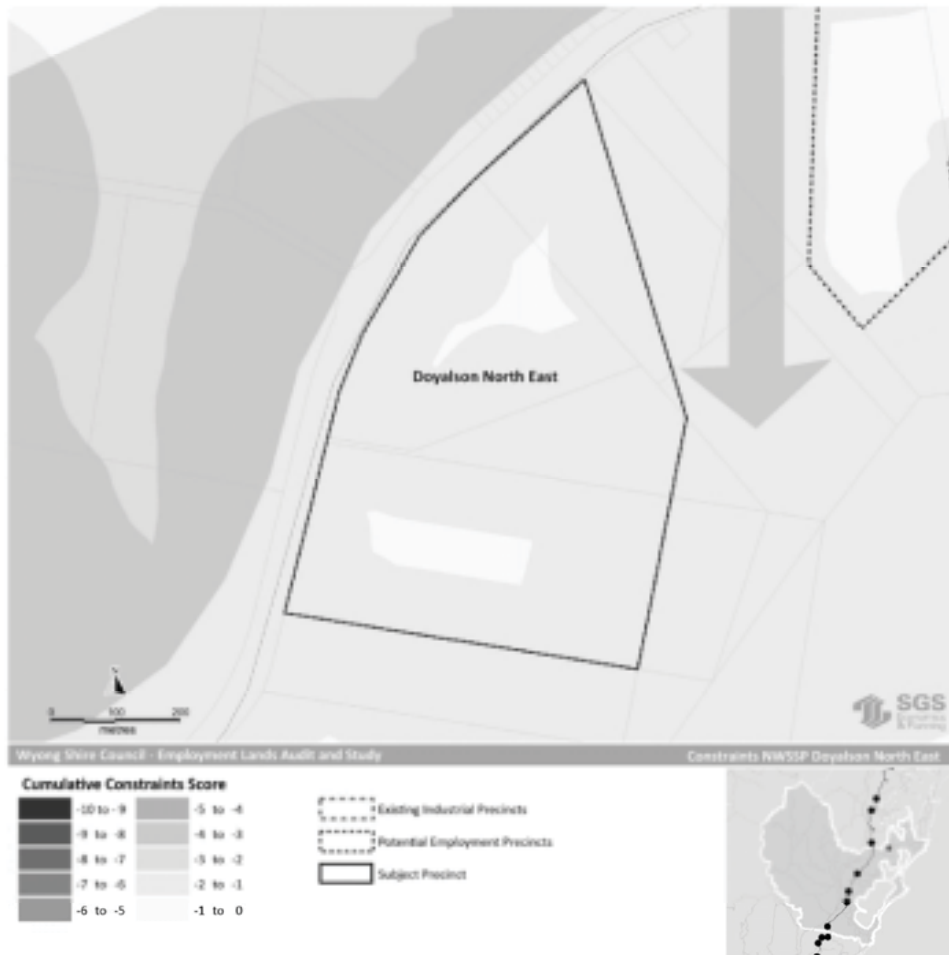 Doyalson North East
N
0 100 200
metres
SGS
Economics
& Planning
Wyong Shire Council - Employment Lands Audit and Study
Constraints NWSSP Doyalson North East
Cumulative Constraints Score
-10 to -9
-9 to -8
-8 to -7
-7 to -6
-6 to -5
-5 to -4
-4 to -3
-3 to -2
-2 to -1
-1 to 0
Existing Industrial Precincts
Potential Employment Precincts
Subject Precinct